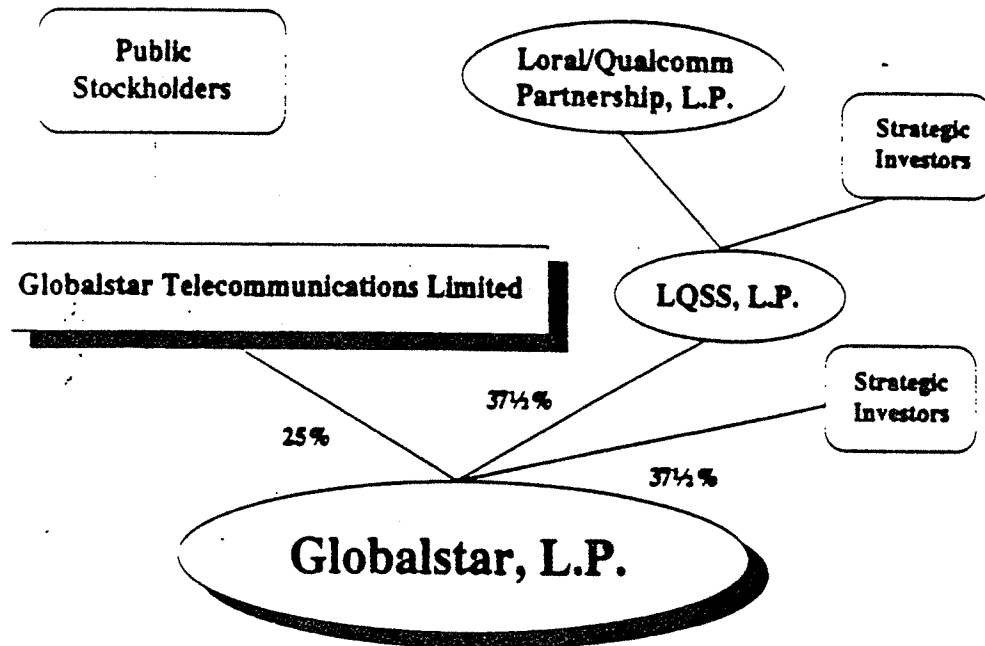 Public
Stockholders
Loral/Qualcomm
Partnership, L.P.
Strategic
Investors
Globalstar Telecommunications Limited
LQSS, L.P.
Strategic
Investors
37½%
25%
37½%
Globalstar, L.P.